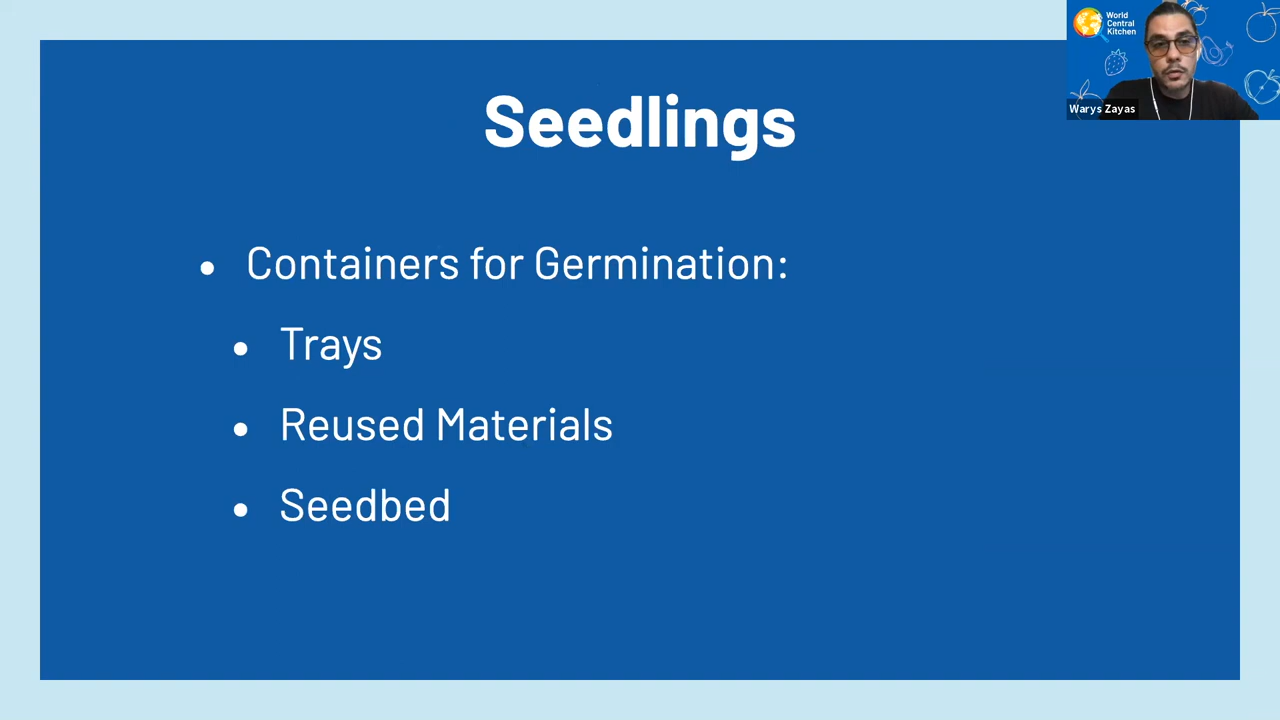 World
Central
Kitchen
Warys Zayas
Seedlings
• Containers for Germination:
• Trays
• Reused Materials
• Seedbed